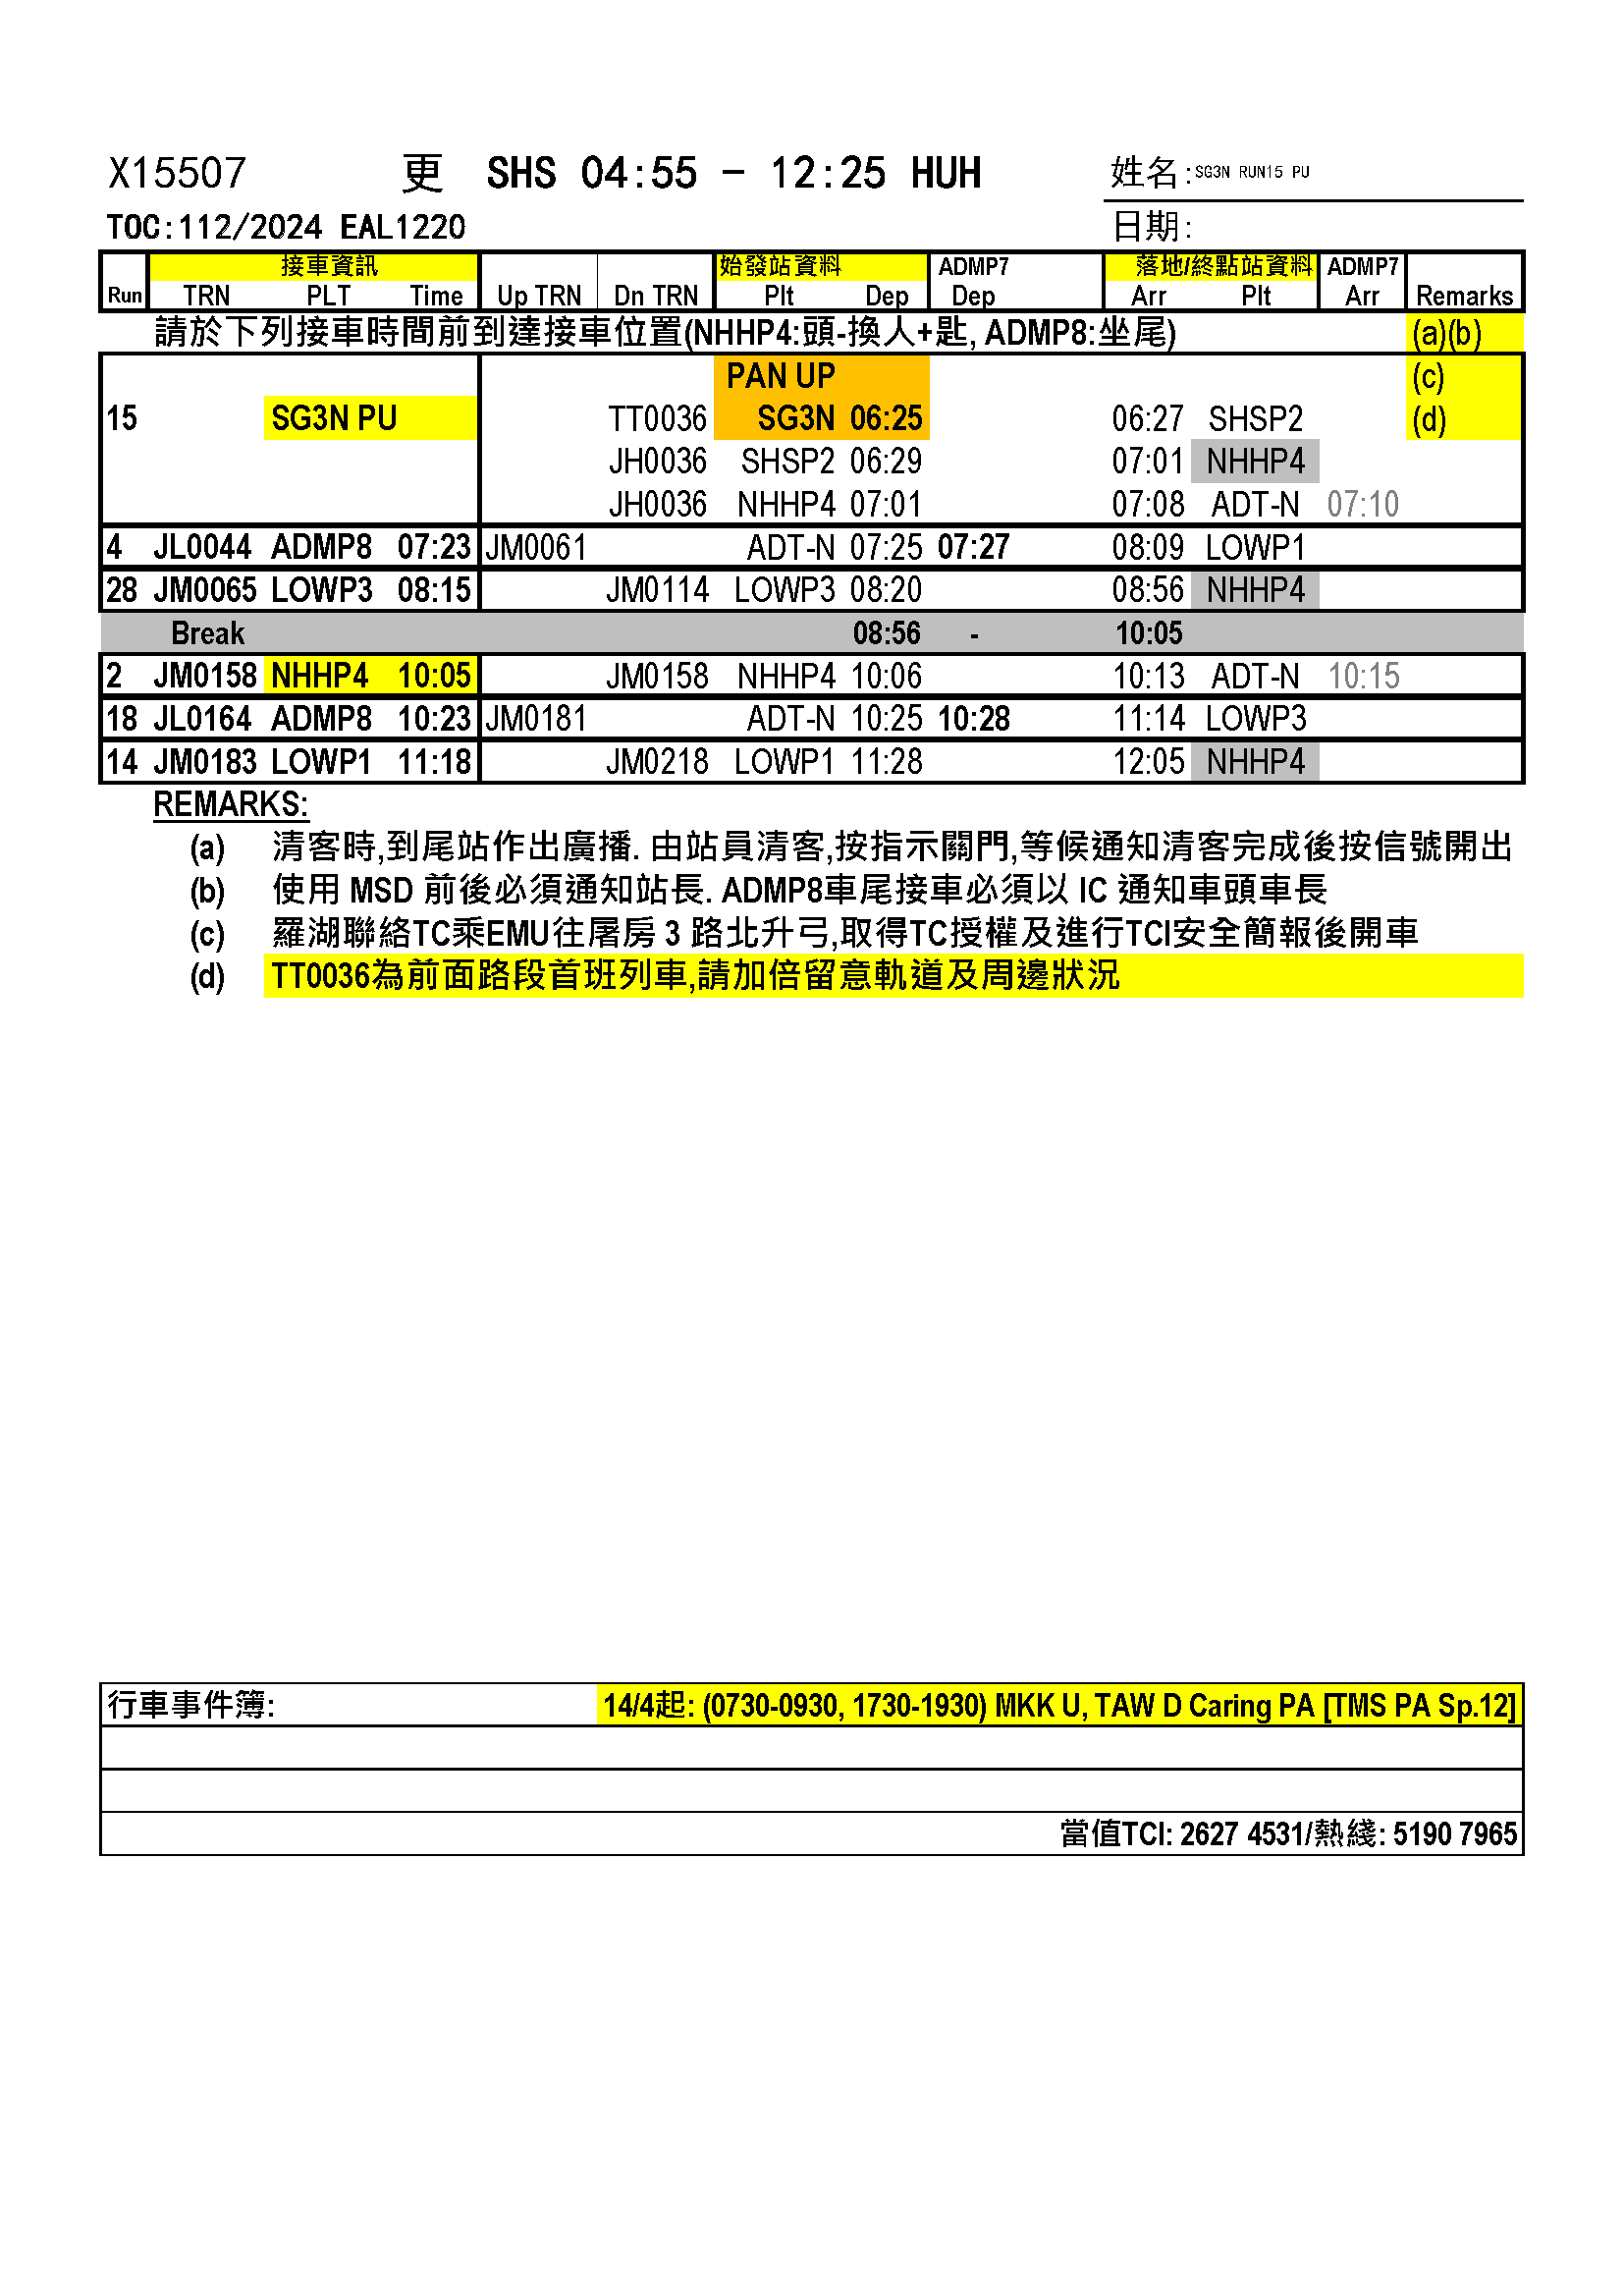 X15507 更 SHS 04:55 - 12:25 HUH 姓名:SG3N RUN15 PU
TOC:112/2024 EAL1220 日期:
接車資訊 始發站資料 ADMP7 落地/終點站資料 ADMP7
Run TRN PLT Time Up TRN Dn TRN Plt Dep Dep Arr Plt Arr Remarks
請於下列接車時間前到達接車位置(NHHP4:頭-換人+匙, ADMP8:坐尾) (a)(b)
PAN UP (c)
15 SG3N PU TT0036 SG3N 06:25 06:27 SHSP2 (d)
JH0036 SHSP2 06:29 07:01 NHHP4
JH0036 NHHP4 07:01 07:08 ADT-N 07:10
4 JL0044 ADMP8 07:23 JM0061 ADT-N 07:25 07:27 08:09 LOWP1
28 JM0065 LOWP3 08:15 JM0114 LOWP3 08:20 08:56 NHHP4
Break 08:56 - 10:05
2 JM0158 NHHP4 10:05 JM0158 NHHP4 10:06 10:13 ADT-N 10:15
18 JL0164 ADMP8 10:23 JM0181 ADT-N 10:25 10:28 11:14 LOWP3
14 JM0183 LOWP1 11:18 JM0218 LOWP1 11:28 12:05 NHHP4
REMARKS:
(a) 清客時,到尾站作出廣播. 由站員清客,按指示關門,等候通知清客完成後按信號開出
(b) 使用 MSD 前後必須通知站長. ADMP8車尾接車必須以 IC 通知車頭車長
(c) 羅湖聯絡TC乘EMU往屠房 3 路北升弓,取得TC授權及進行TCI安全簡報後開車
(d) TT0036為前面路段首班列車,請加倍留意軌道及周邊狀況
行車事件簿: 14/4起: (0730-0930, 1730-1930) MKK U, TAW D Caring PA [TMS PA Sp.12]
當值TCI: 2627 4531/熱綫: 5190 7965